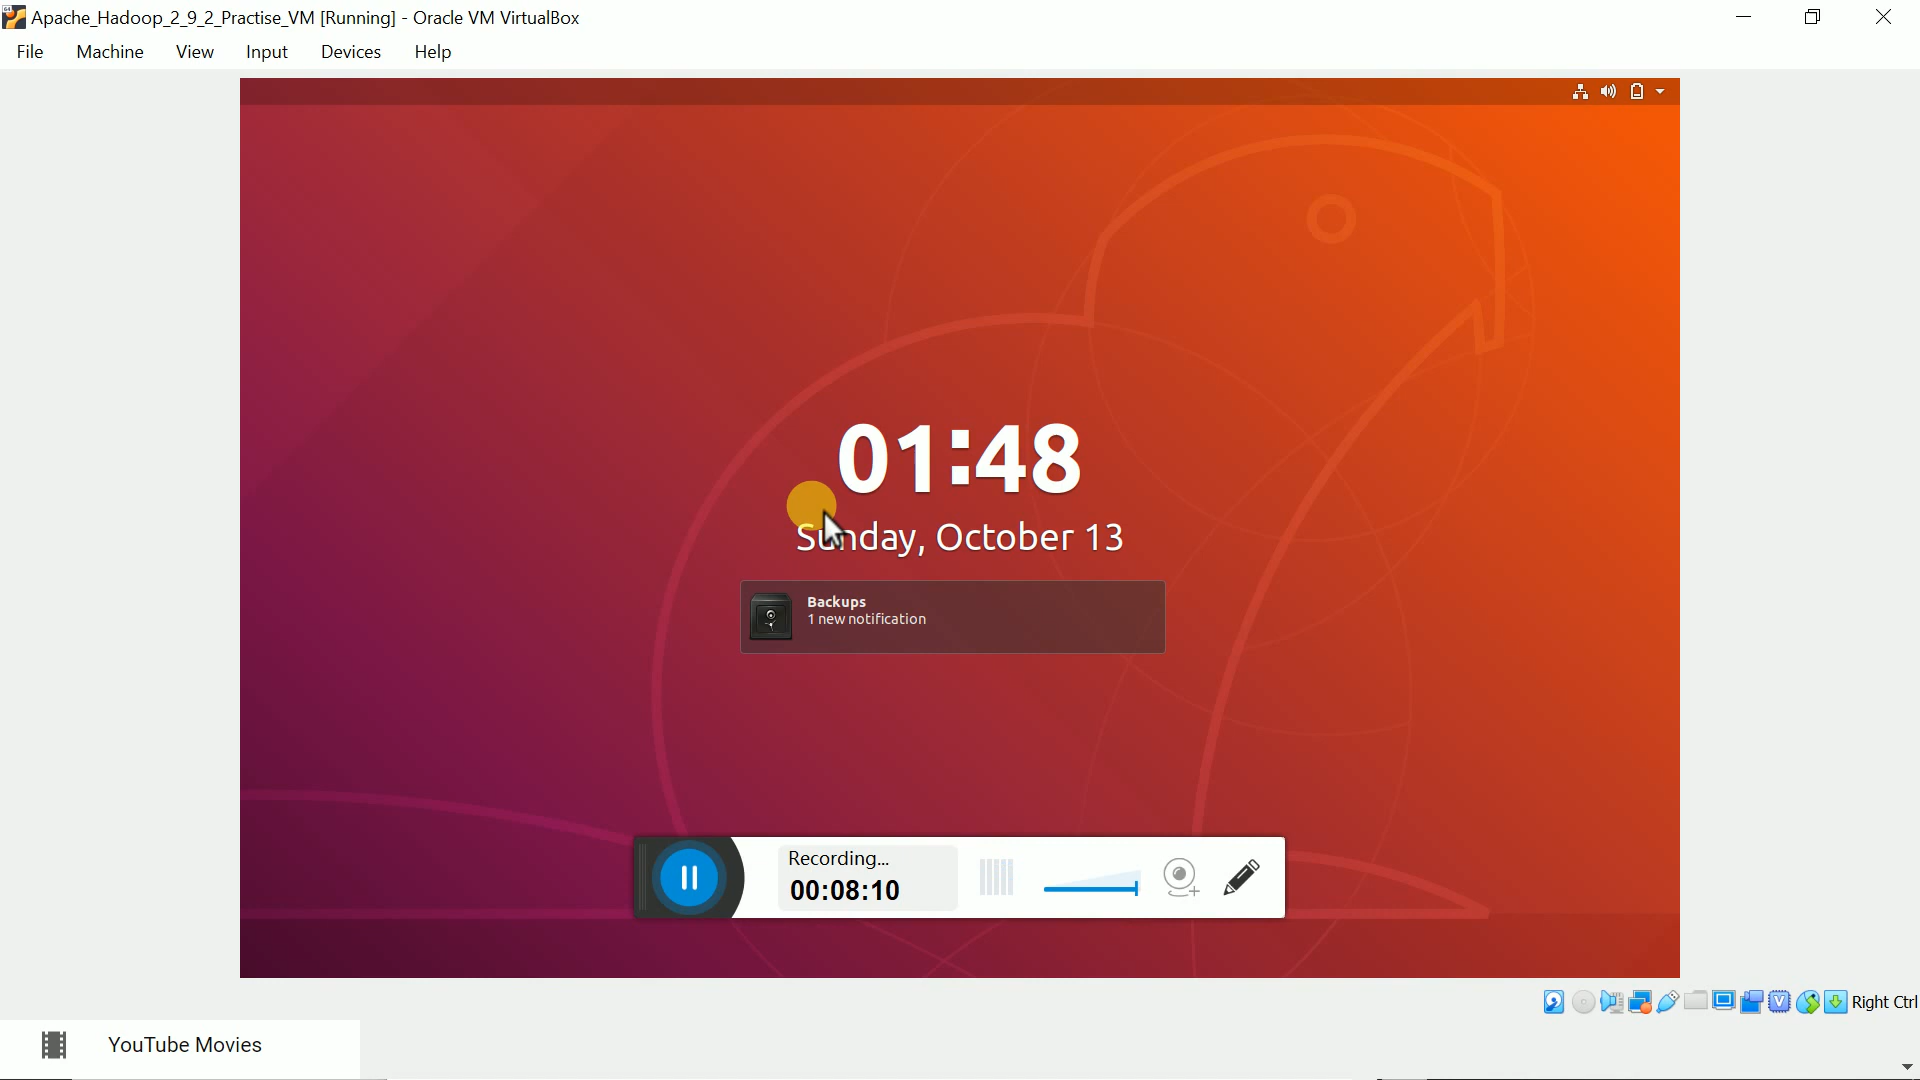 Apache_Hadoop_2_9_2_Practise_VM [Running] - Oracle VM VirtualBox
File Machine View Input Devices Help
01:48
Sunday, October 13
Backups
1 new notification
Recording...
00:08:10
Right Ctrl
YouTube Movies